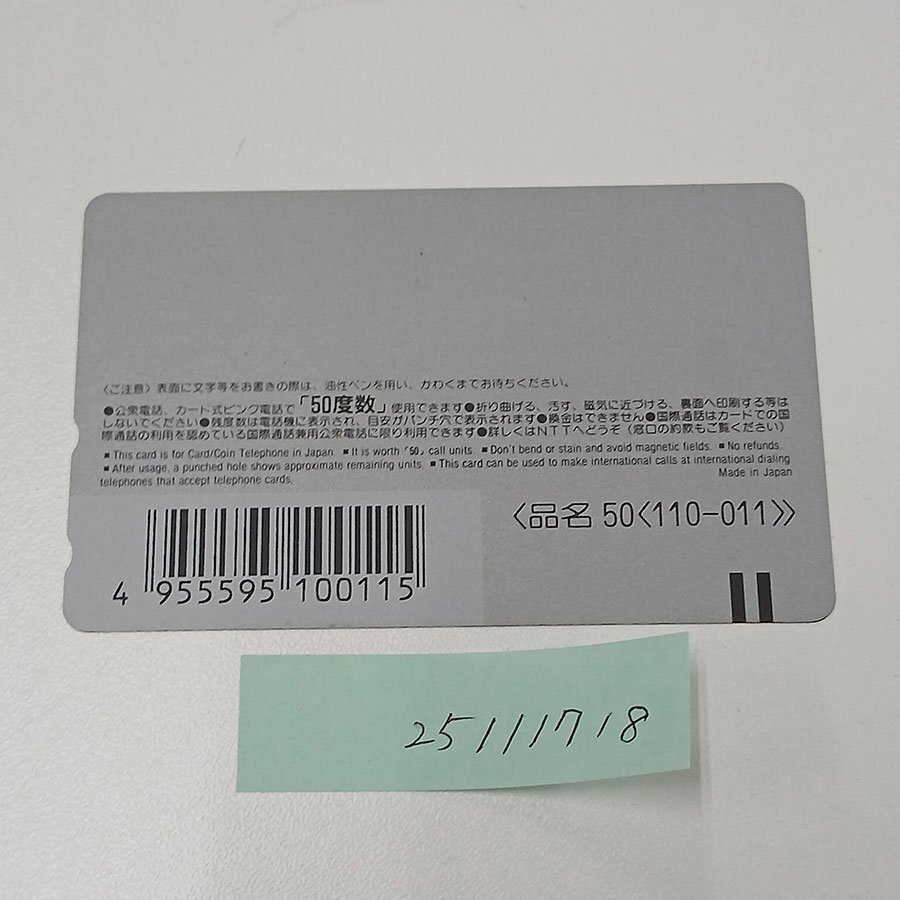 〈ご注意〉表面に文字等をお書きの際は、油性ペンを用い、かわくまでお待ちください。
●公衆電話、カード式ピンク電話で「50度数」使用できます●折り曲げる、汚す、磁気に近づける、裏面へ印刷する等は
しないでください●残度数は電話機に表示され、目安がパンチ穴で表示されます●換金はできません●国際通話はカードでの国
際通話の利用を認めている国際通話兼用公衆電話に限り利用できます●詳しくはNTTへどうぞ（窓口の約款もご覧ください）
■ This card is for Card/Coin Telephone in Japan. ■ It is worth「50」call units. ■ Don't bend or stain and avoid magnetic fields. ■ No refunds.
■ After usage, a punched hole shows approximate remaining units. ■ This card can be used to make international calls at international dialing
telephones that accept telephone cards.
Made in Japan
〈品名 50〈110-011〉〉
4 955595 100115
25111718